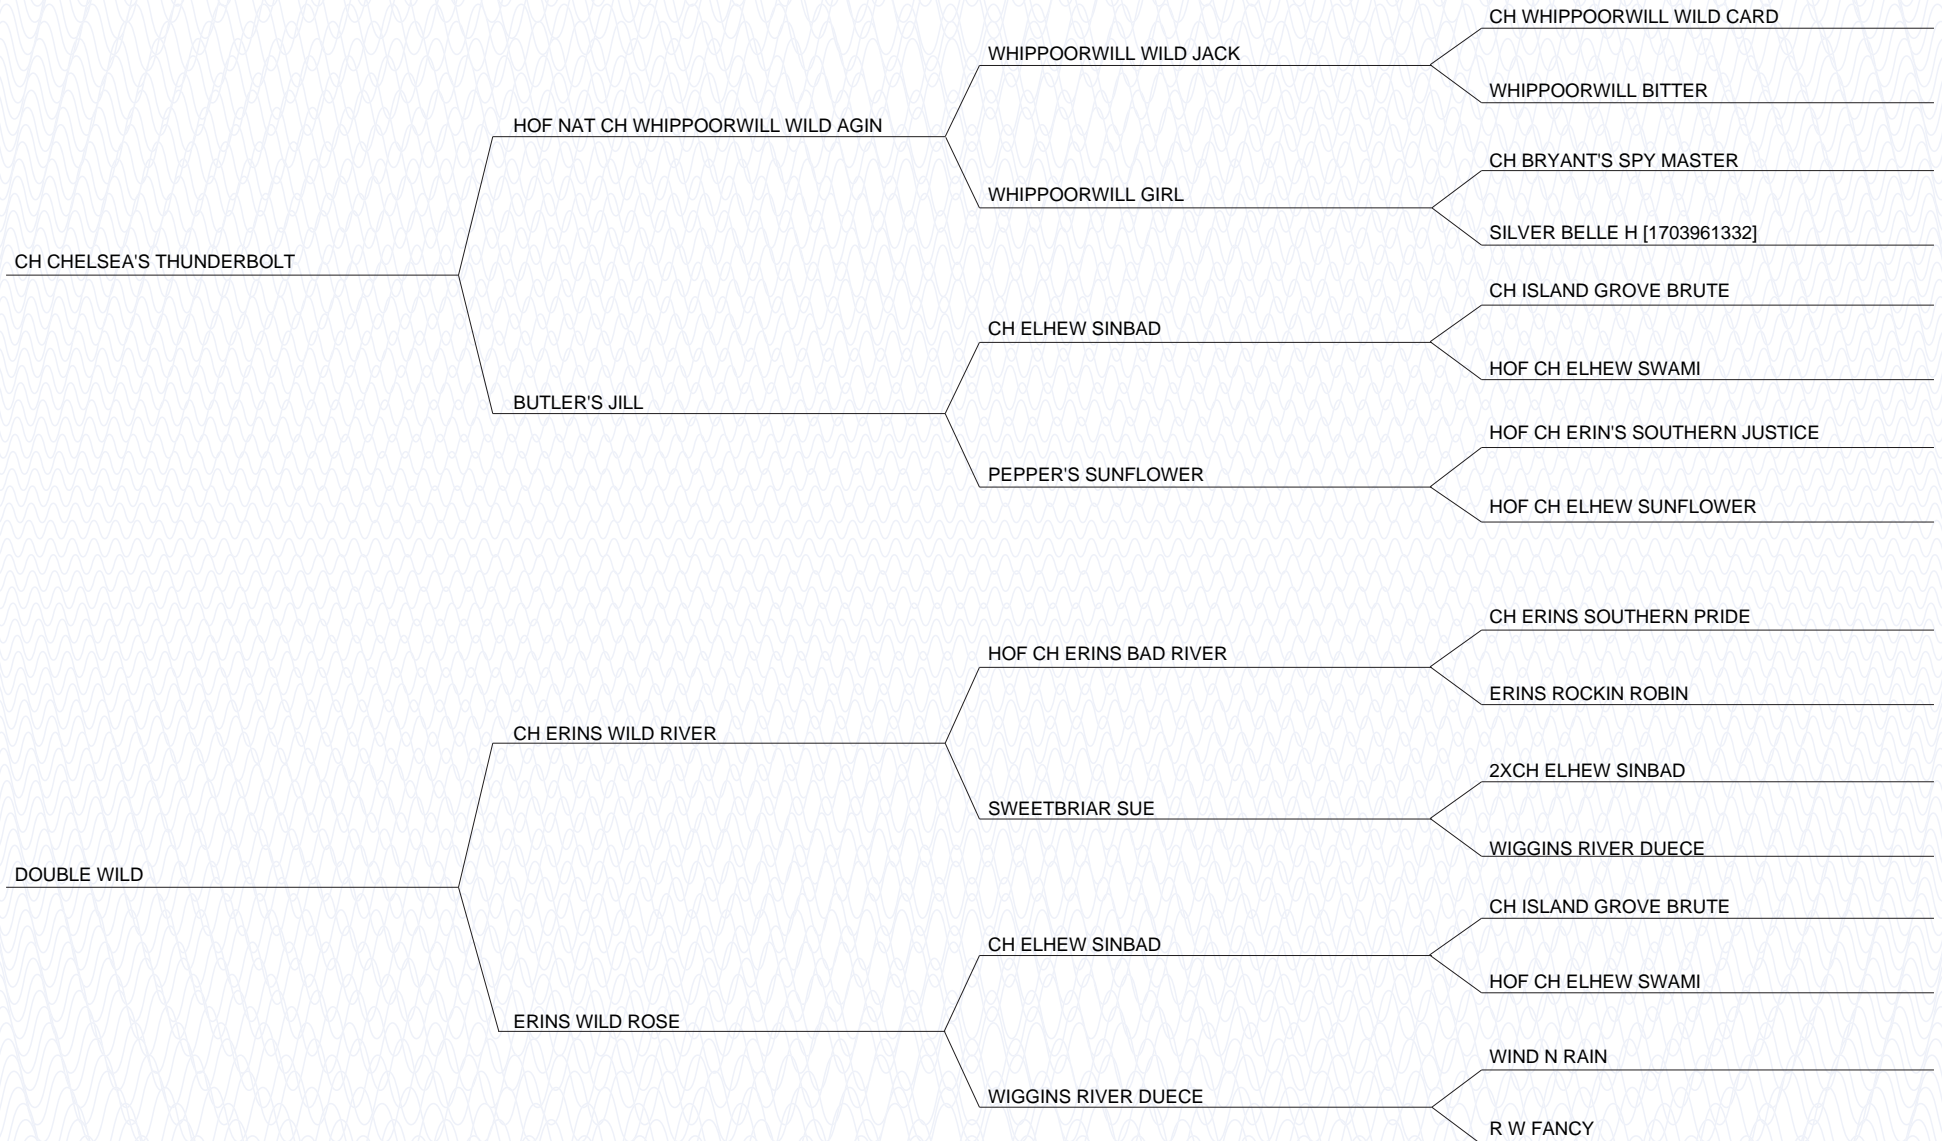 CH WHIPPOORWILL WILD CARD
WHIPPOORWILL WILD JACK
WHIPPOORWILL BITTER
HOF NAT CH WHIPPOORWILL WILD AGIN
CH BRYANT'S SPY MASTER
WHIPPOORWILL GIRL
SILVER BELLE H [1703961332]
CH CHELSEA'S THUNDERBOLT
CH ISLAND GROVE BRUTE
CH ELHEW SINBAD
HOF CH ELHEW SWAMI
BUTLER'S JILL
HOF CH ERIN'S SOUTHERN JUSTICE
PEPPER'S SUNFLOWER
HOF CH ELHEW SUNFLOWER
CH ERINS SOUTHERN PRIDE
HOF CH ERINS BAD RIVER
ERINS ROCKIN ROBIN
CH ERINS WILD RIVER
2XCH ELHEW SINBAD
SWEETBRIAR SUE
WIGGINS RIVER DUECE
DOUBLE WILD
CH ISLAND GROVE BRUTE
CH ELHEW SINBAD
HOF CH ELHEW SWAMI
ERINS WILD ROSE
WIND N RAIN
WIGGINS RIVER DUECE
R W FANCY